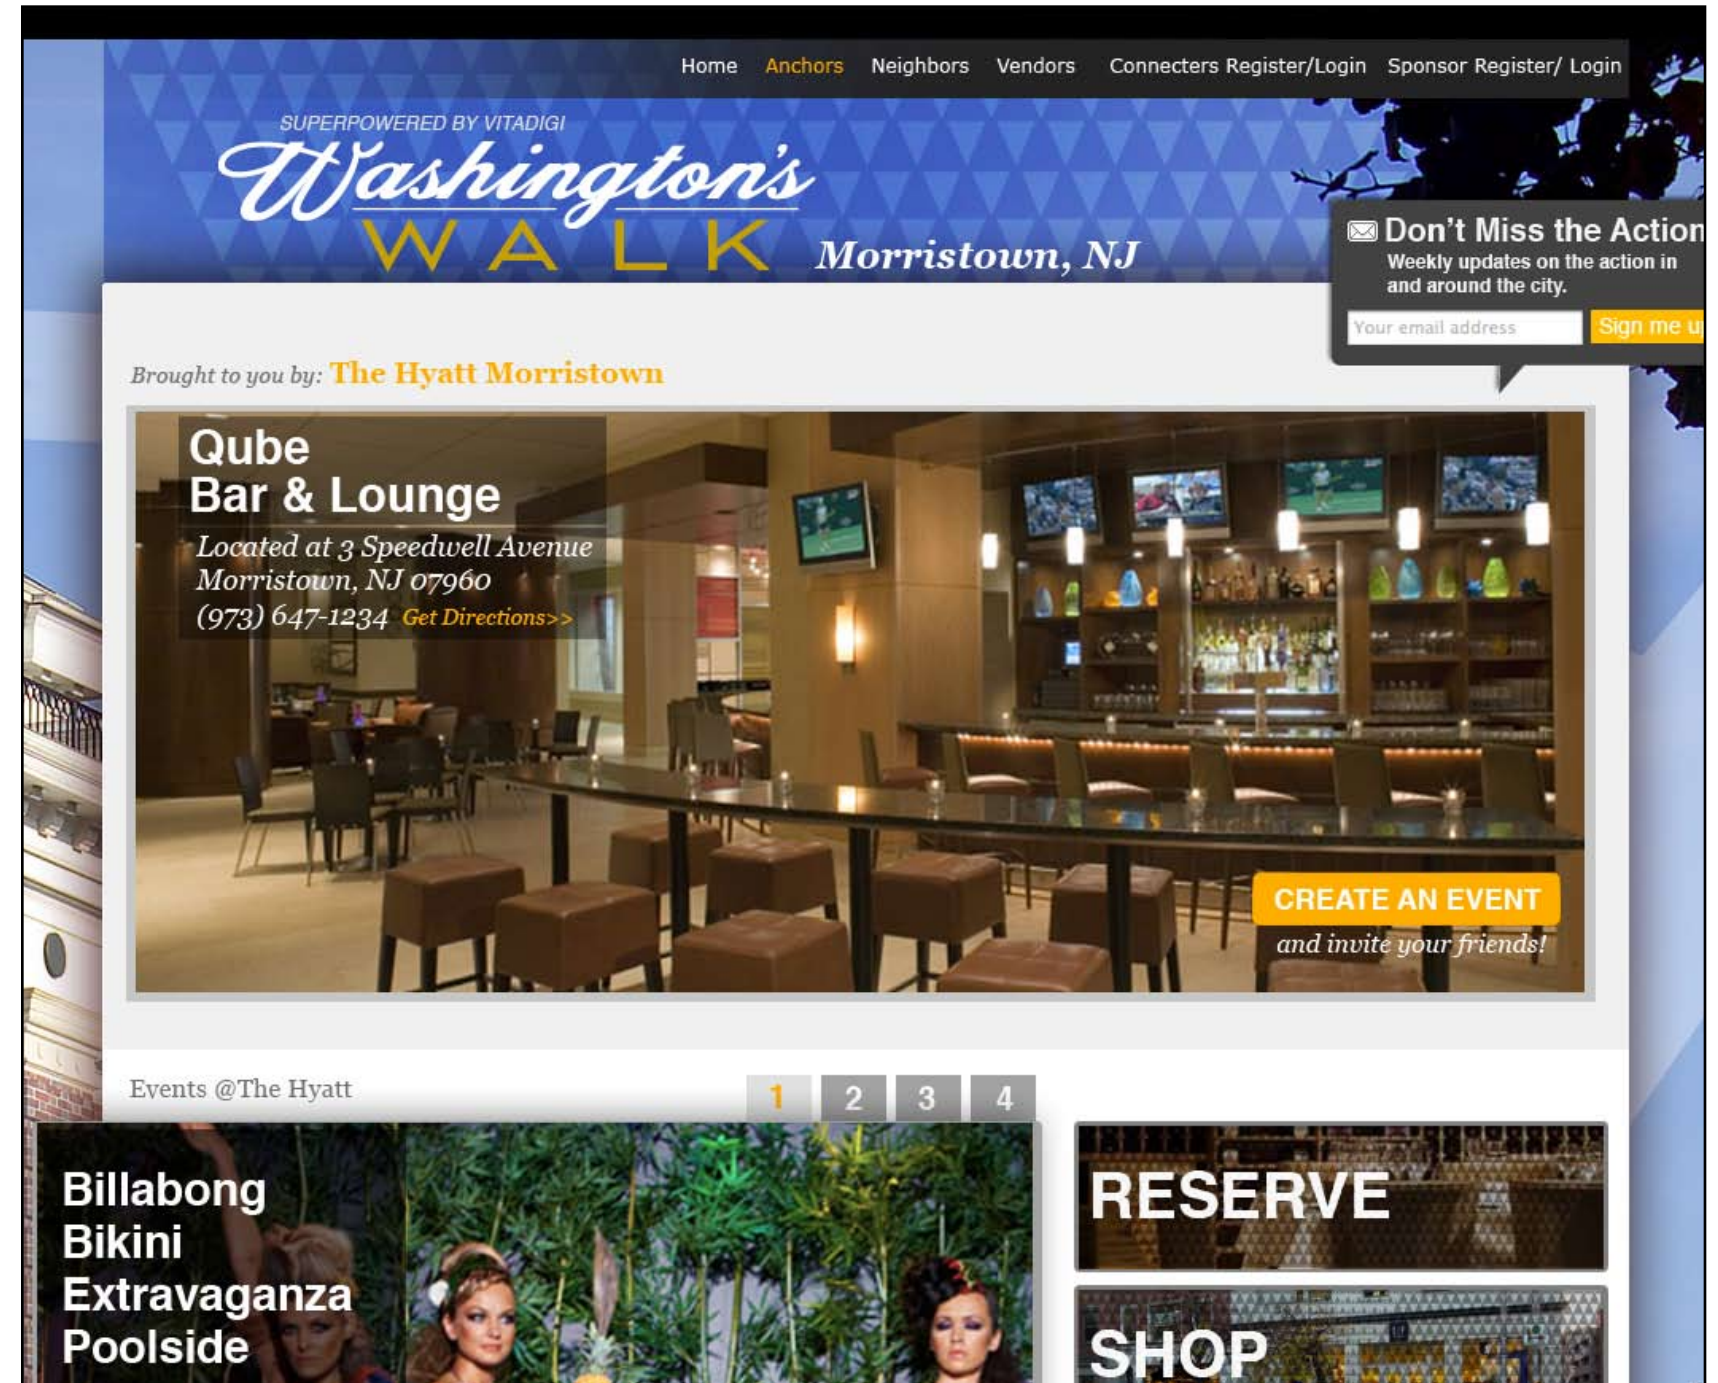 Home Anchors Neighbors Vendors Connecters Register/Login Sponsor Register/ Login
SUPERPOWERED BY VITADIGI
Washington's
WALK Morristown, NJ
Don't Miss the Action
Weekly updates on the action in
and around the city.
Your email address Sign me u
Brought to you by: The Hyatt Morristown
Qube
Bar & Lounge
Located at 3 Speedwell Avenue
Morristown, NJ 07960
(973) 647-1234 Get Directions>>
CREATE AN EVENT
and invite your friends!
Events @The Hyatt
1 2 3 4
Billabong
Bikini
Extravaganza
Poolside
RESERVE
SHOP